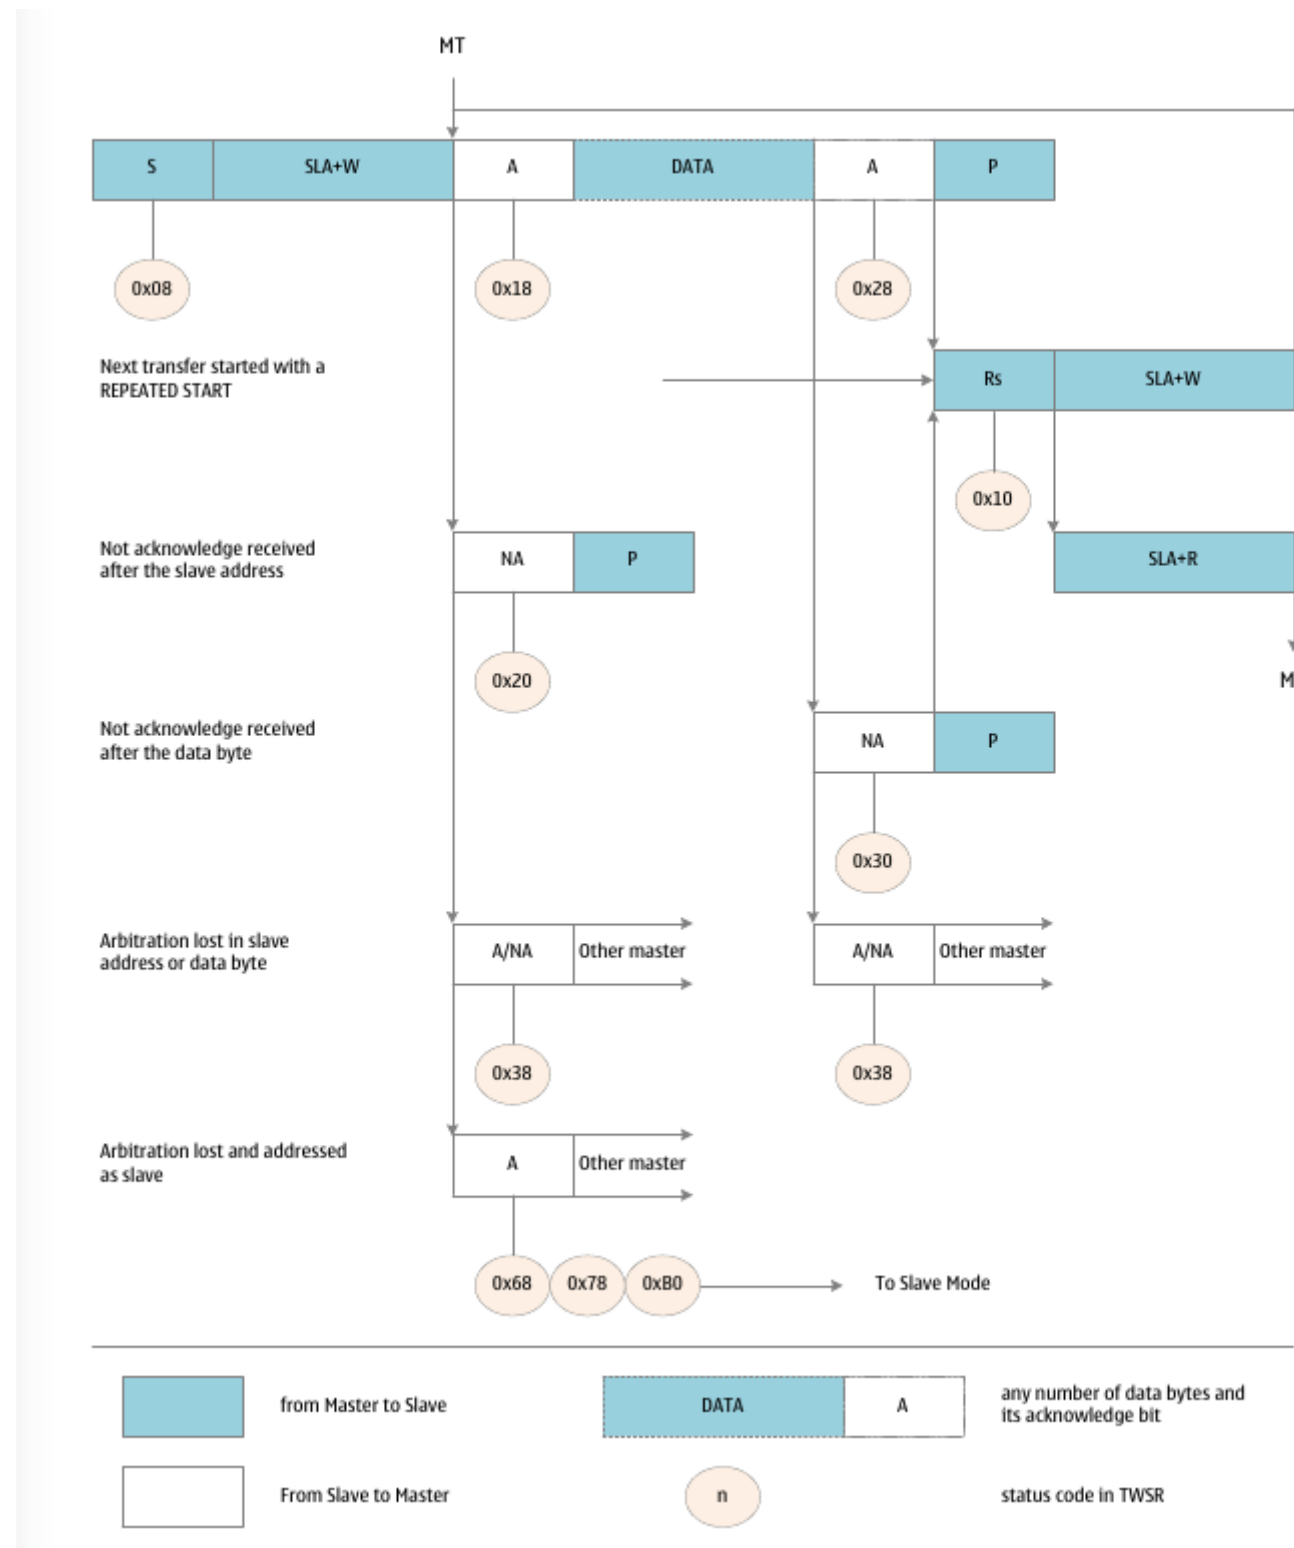 MT
S SLA+W A DATA A P
0x08 0x18 0x28
Next transfer started with a
REPEATED START
Rs SLA+W
0x10
Not acknowledge received
after the slave address
NA P
SLA+R
0x20
M
Not acknowledge received
after the data byte
NA P
0x30
Arbitration lost in slave
address or data byte
A/NA Other master A/NA Other master
0x38 0x38
Arbitration lost and addressed
as slave
A Other master
0x68 0x78 0xB0 To Slave Mode
from Master to Slave
DATA A
any number of data bytes and
its acknowledge bit
From Slave to Master
n
status code in TWSR